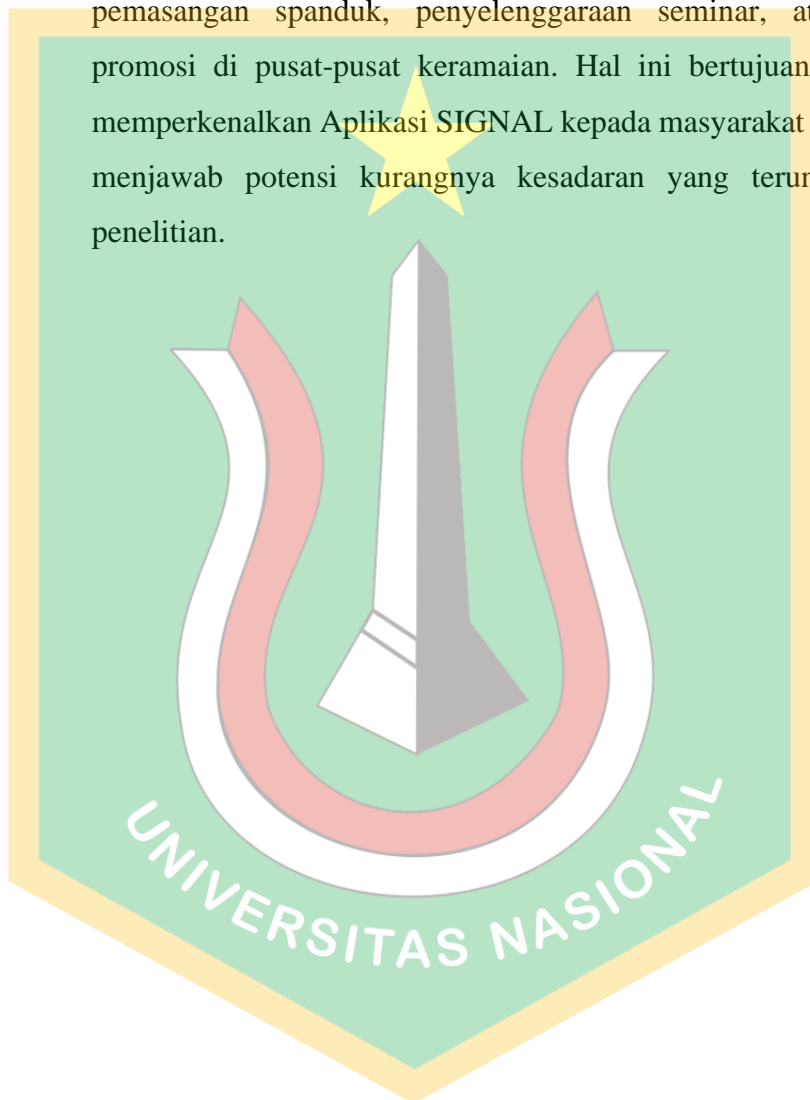 pemasangan spanduk, penyelenggaraan seminar,
promosi di pusat-pusat keramaian. Hal ini bertujuan
memperkenalkan Aplikasi SIGNAL kepada masyarakat
menjawab potensi kurangnya kesadaran yang
penelitian.
UNIVERSITAS NASIONAL